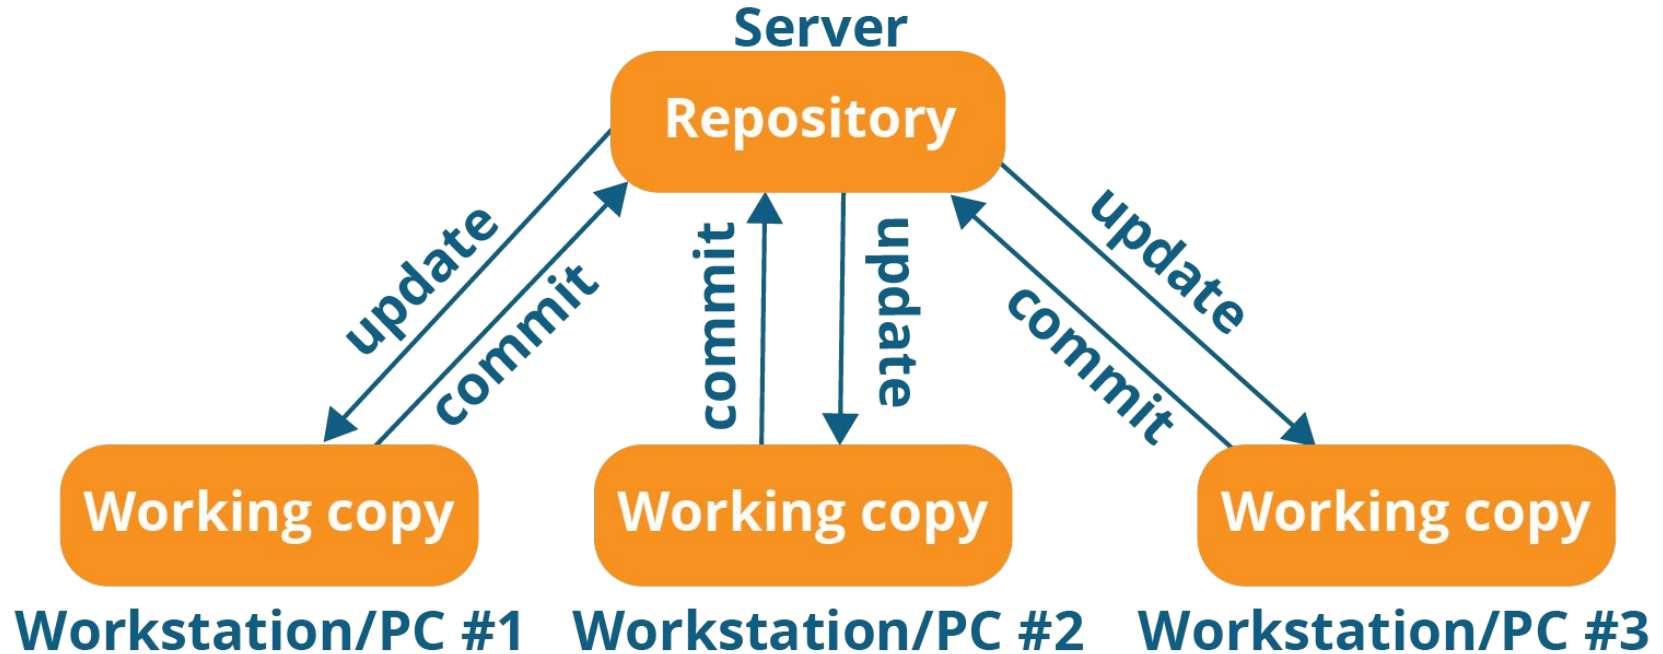 Server
Repository
update
commit
commit
update
update
commit
Working copy
Working copy
Working copy
Workstation/PC #1
Workstation/PC #2
Workstation/PC #3